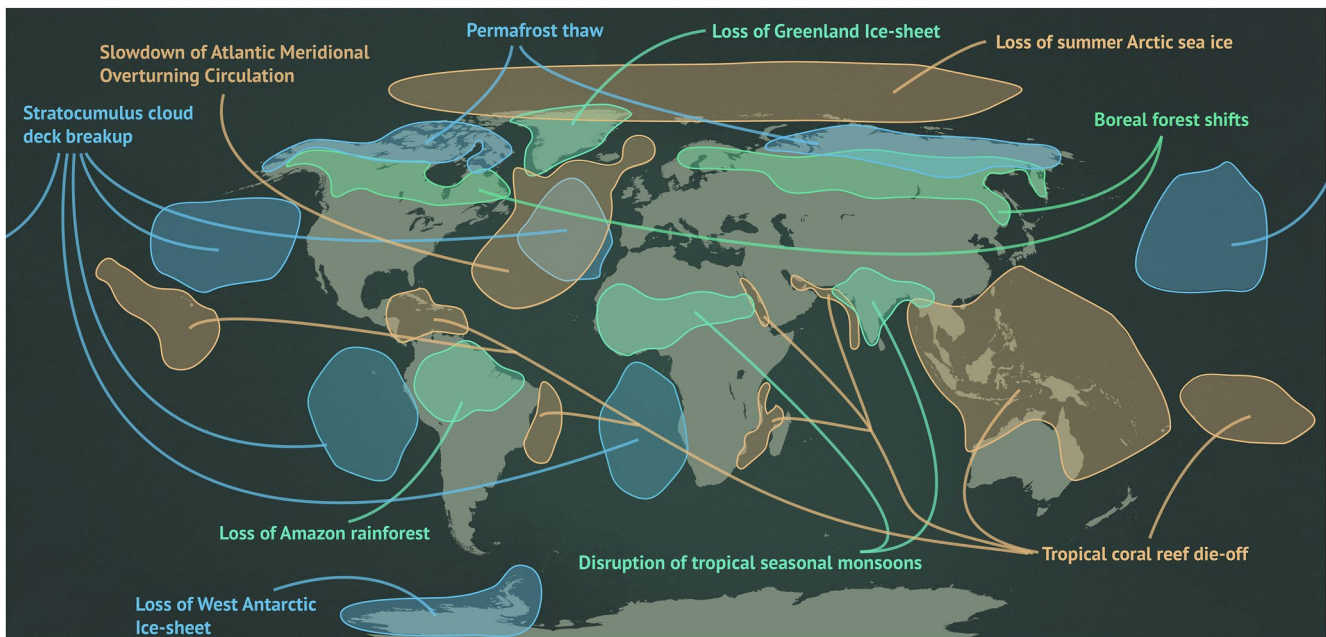 Permafrost thaw
Loss of Greenland Ice-sheet
Loss of summer Arctic sea ice
Slowdown of Atlantic Meridional
Overturning Circulation
Stratocumulus cloud
deck breakup
Boreal forest shifts
Loss of Amazon rainforest
Disruption of tropical seasonal monsoons
Tropical coral reef die-off
Loss of West Antarctic
Ice-sheet